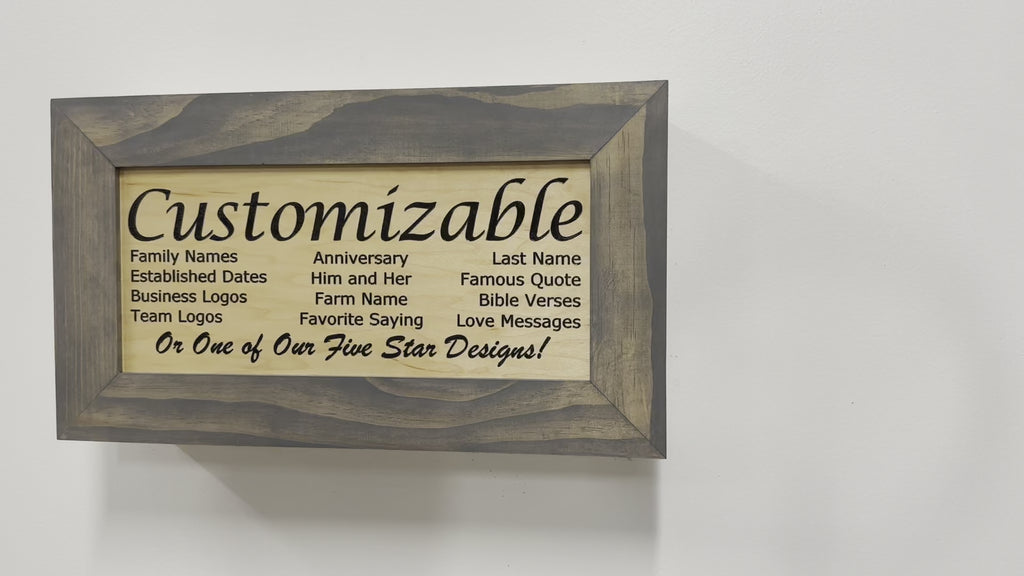 Customizable
Family Names Anniversary Last Name
Established Dates Him and Her Famous Quote
Business Logos Farm Name Bible Verses
Team Logos Favorite Saying Love Messages
Or One of Our Five Star Designs!